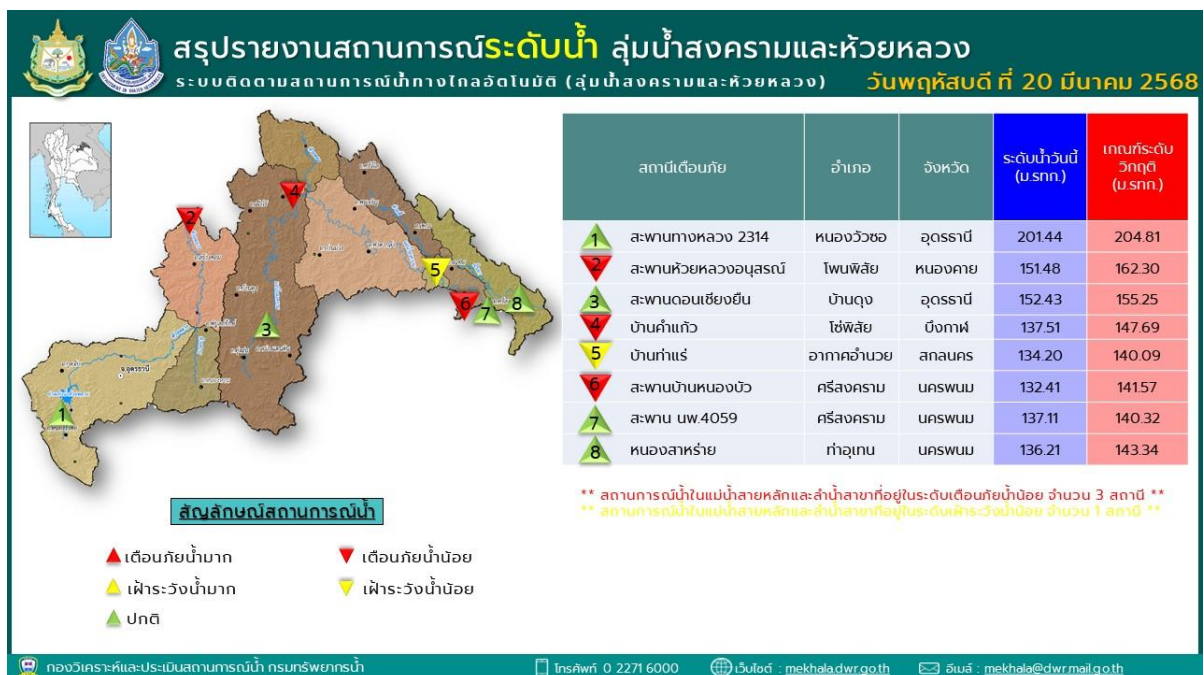 สรุปรายงานสถานการณ์ระดับน้ำ ลุ่มน้ำสงครามและห้วยหลวง
ระบบติดตามสถานการณ์น้ำทางไกลอัตโนมัติ (ลุ่มน้ำสงครามและห้วยหลวง) วันพฤหัสบดี ที่ 20 มีนาคม 2568
สถานีเตือนภัย อำเภอ จังหวัด ระดับน้ำวันนี้ (ม.รทก.) เกณฑ์ระดับวิกฤติ (ม.รทก.)
1 สะพานทางหลวง 2314 หนองวัวซอ อุดรธานี 201.44 204.81
2 สะพานห้วยหลวงอนุสรณ์ โพนพิสัย หนองคาย 151.48 162.30
3 สะพานดอนเชียงยืน บ้านดุง อุดรธานี 152.43 155.25
4 บ้านคำแก้ว โซ่พิสัย บึงกาฬ 137.51 147.69
5 บ้านท่าแร่ อากาศอำนวย สกลนคร 134.20 140.09
6 สะพานบ้านหนองบัว ศรีสงคราม นครพนม 132.41 141.57
7 สะพาน นพ.4059 ศรีสงคราม นครพนม 137.11 140.32
8 หนองสาหร่าย ท่าอุเทน นครพนม 136.21 143.34
** สถานการณ์น้ำในแม่น้ำสายหลักและลำน้ำสาขาที่อยู่ในระดับเตือนภัยน้ำน้อย จำนวน 3 สถานี **
** สถานการณ์น้ำในแม่น้ำสายหลักและลำน้ำสาขาที่อยู่ในระดับเฝ้าระวังน้ำน้อย จำนวน 1 สถานี **
2
4
5
6
7
8
3
1
จ.อุดรธานี
สัญลักษณ์สถานการณ์น้ำ
เตือนภัยน้ำมาก เตือนภัยน้ำน้อย
เฝ้าระวังน้ำมาก เฝ้าระวังน้ำน้อย
ปกติ
กองวิเคราะห์และประเมินสถานการณ์น้ำ กรมทรัพยากรน้ำ โทรศัพท์ 0 2271 6000 เว็บไซต์ : mekhala.dwr.go.th อีเมล์ : mekhala@dwr.mail.go.th